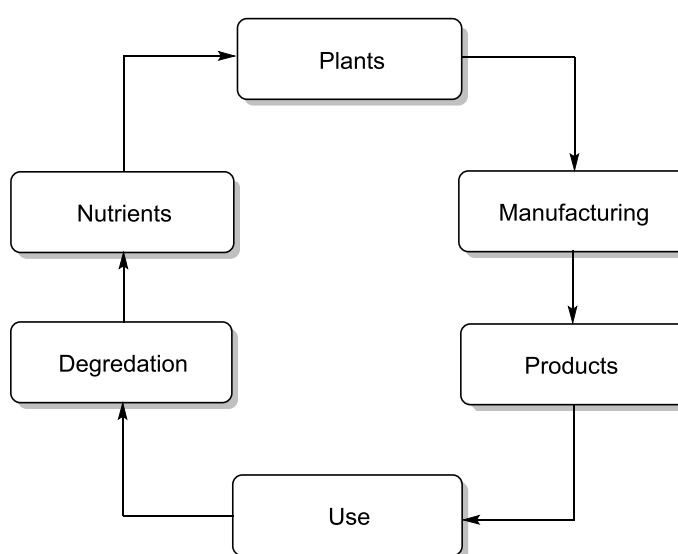 Plants
Nutrients
Manufacturing
Degredation
Products
Use